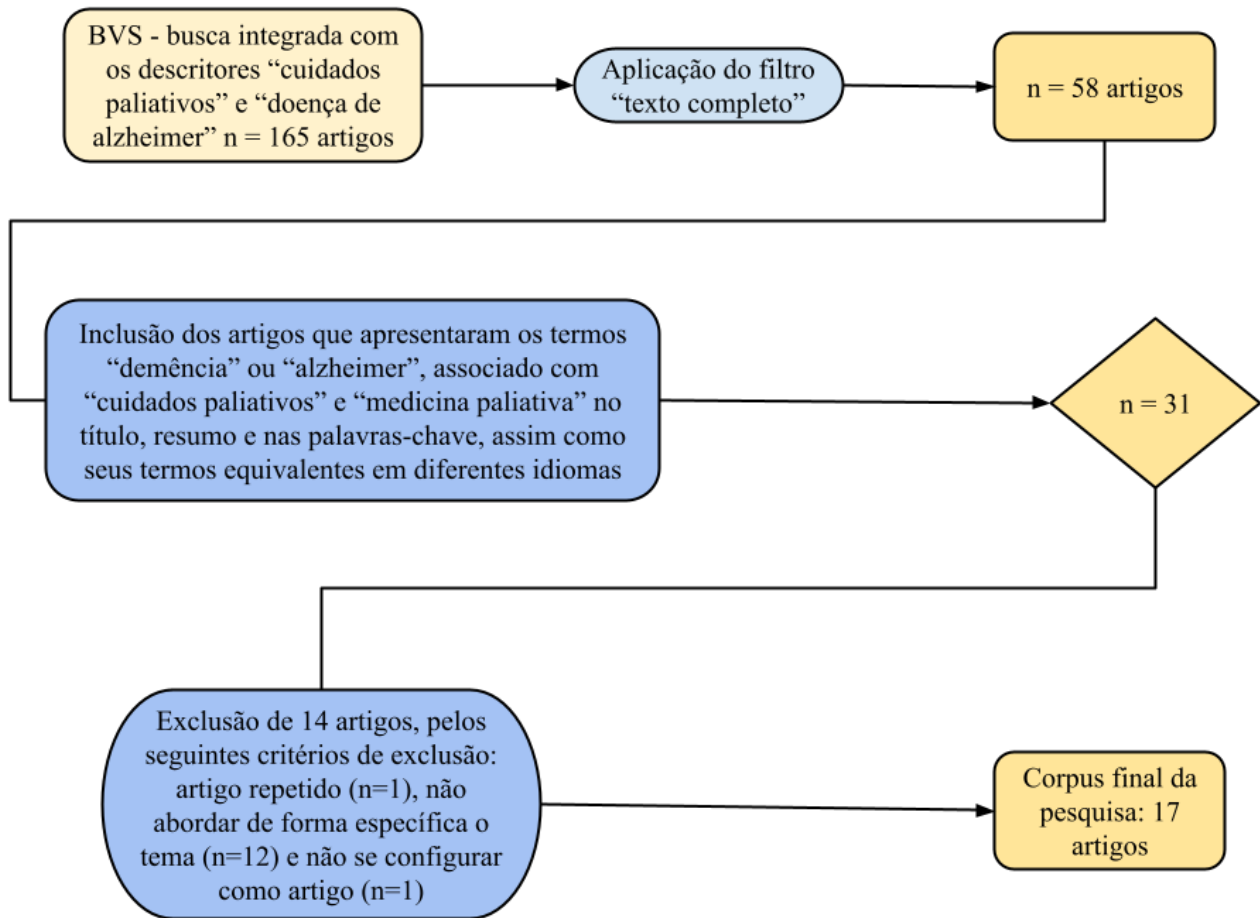 BVS - busca integrada com
os descritores “cuidados
paliativos” e “doença de
alzheimer” n = 165 artigos
Aplicação do filtro
“texto completo”
n = 58 artigos
Inclusão dos artigos que apresentaram os termos
“demência” ou “alzheimer”, associado com
“cuidados paliativos” e “medicina paliativa” no
título, resumo e nas palavras-chave, assim como
seus termos equivalentes em diferentes idiomas
n = 31
Exclusão de 14 artigos, pelos
seguintes critérios de exclusão:
artigo repetido (n=1), não
abordar de forma específica o
tema (n=12) e não se configurar
como artigo (n=1)
Corpus final da
pesquisa: 17
artigos